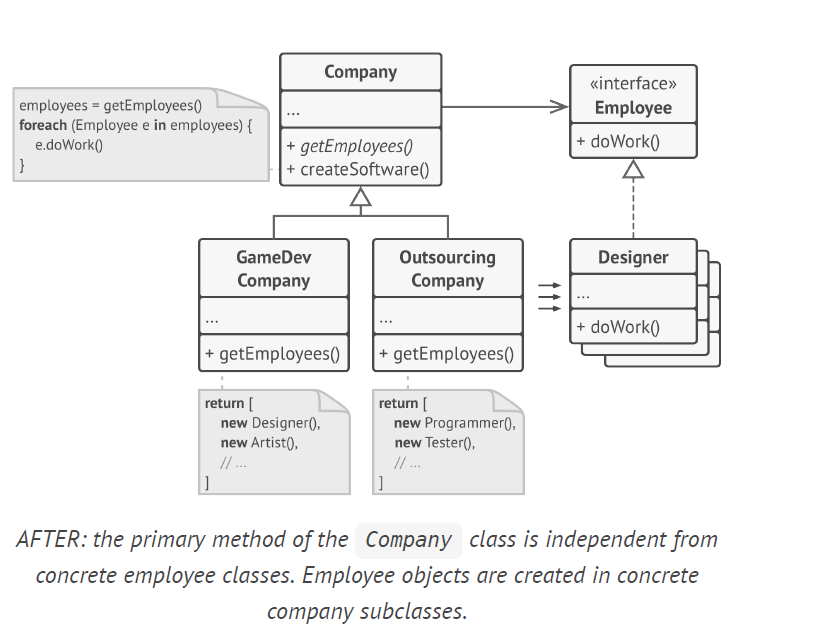 Company
...
+ getEmployees()
+ createSoftware()
employees = getEmployees()
foreach (Employee e in employees) {
e.doWork()
}
«interface»
Employee
+ doWork()
GameDev
Company
...
+ getEmployees()
Outsourcing
Company
...
+ getEmployees()
Designer
...
+ doWork()
return [
new Designer(),
new Artist(),
// ...
]
return [
new Programmer(),
new Tester(),
// ...
]
AFTER: the primary method of the Company class is independent from
concrete employee classes. Employee objects are created in concrete
company subclasses.